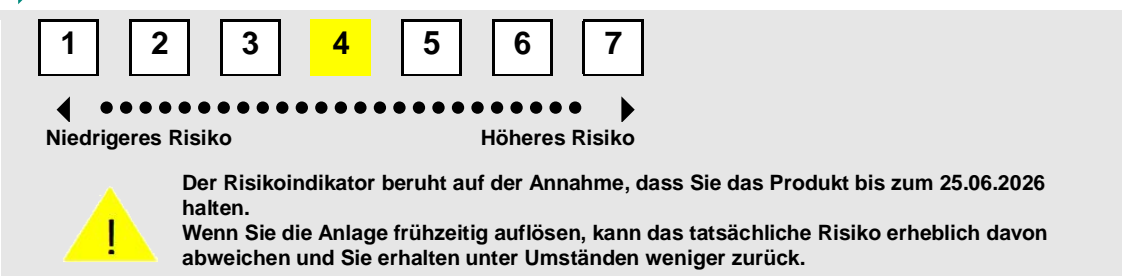 1 2 3 4 5 6 7
Niedrigeres Risiko Höheres Risiko
Der Risikoindikator beruht auf der Annahme, dass Sie das Produkt bis zum 25.06.2026
halten.
Wenn Sie die Anlage frühzeitig auflösen, kann das tatsächliche Risiko erheblich davon
abweichen und Sie erhalten unter Umständen weniger zurück.
!